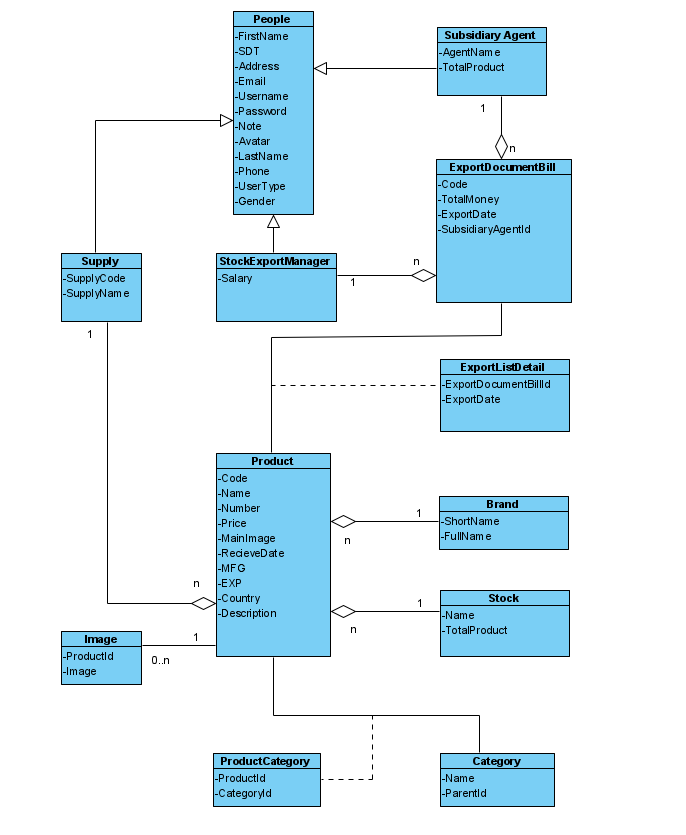 People
-FirstName
-SDT
-Address
-Email
-Username
-Password
-Note
-Avatar
-LastName
-Phone
-UserType
-Gender
Subsidiary Agent
-AgentName
-TotalProduct
1
n
ExportDocumentBill
-Code
-TotalMoney
-ExportDate
-SubsidiaryAgentId
Supply
-SupplyCode
-SupplyName
1
StockExportManager
-Salary
n
1
ExportListDetail
-ExportDocumentBillId
-ExportDate
Product
-Code
-Name
-Number
-Price
-MainImage
-RecieveDate
-MFG
-EXP
-Country
-Description
1
n
Brand
-ShortName
-FullName
n
1
n
Stock
-Name
-TotalProduct
Image
-ProductId
-Image
1
0..n
ProductCategory
-ProductId
-CategoryId
Category
-Name
-ParentId